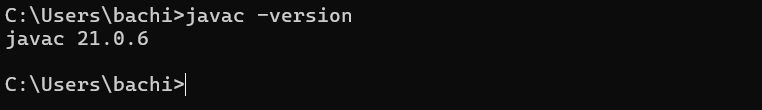 C:\Users\bachi>javac -version
javac 21.0.6
C:\Users\bachi>